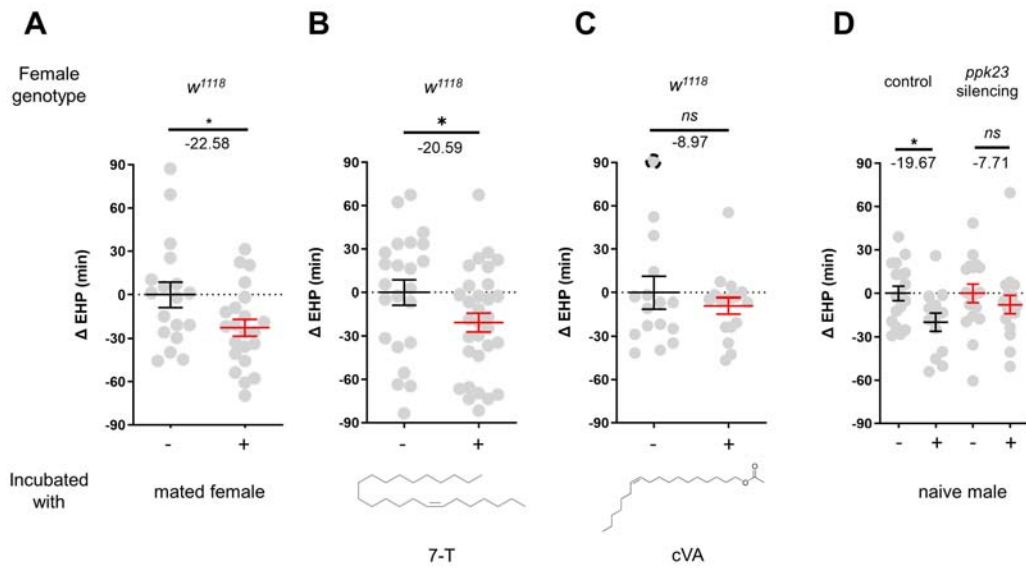 A B C D
Female genotype
w1118 w1118 w1118 control ppk23 silencing
* * ns * ns
-22.58 -20.59 -8.97 -19.67 -7.71
Δ EHP (min) Δ EHP (min) Δ EHP (min) Δ EHP (min)
90 90 90 90
60 60 60 60
30 30 30 30
0 0 0 0
-30 -30 -30 -30
-60 -60 -60 -60
-90 -90 -90 -90
- + - + - + - + - +
Incubated with
mated female naive male
O
O
7-T cVA